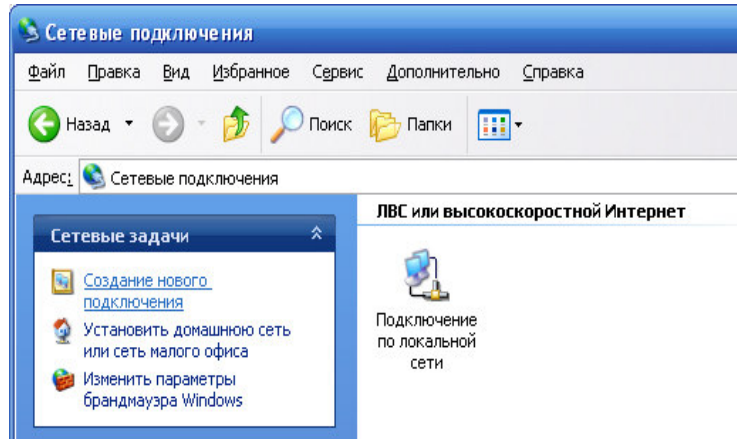 Сетевые подключения
Файл Правка Вид Избранное Сервис Дополнительно Справка
Назад Поиск Папки
Адрес: Сетевые подключения
ЛВС или высокоскоростной Интернет
Сетевые задачи
Создание нового
подключения
Установить домашнюю сеть
или сеть малого офиса
Изменить параметры
брандмауэра Windows
Подключение
по локальной
сети